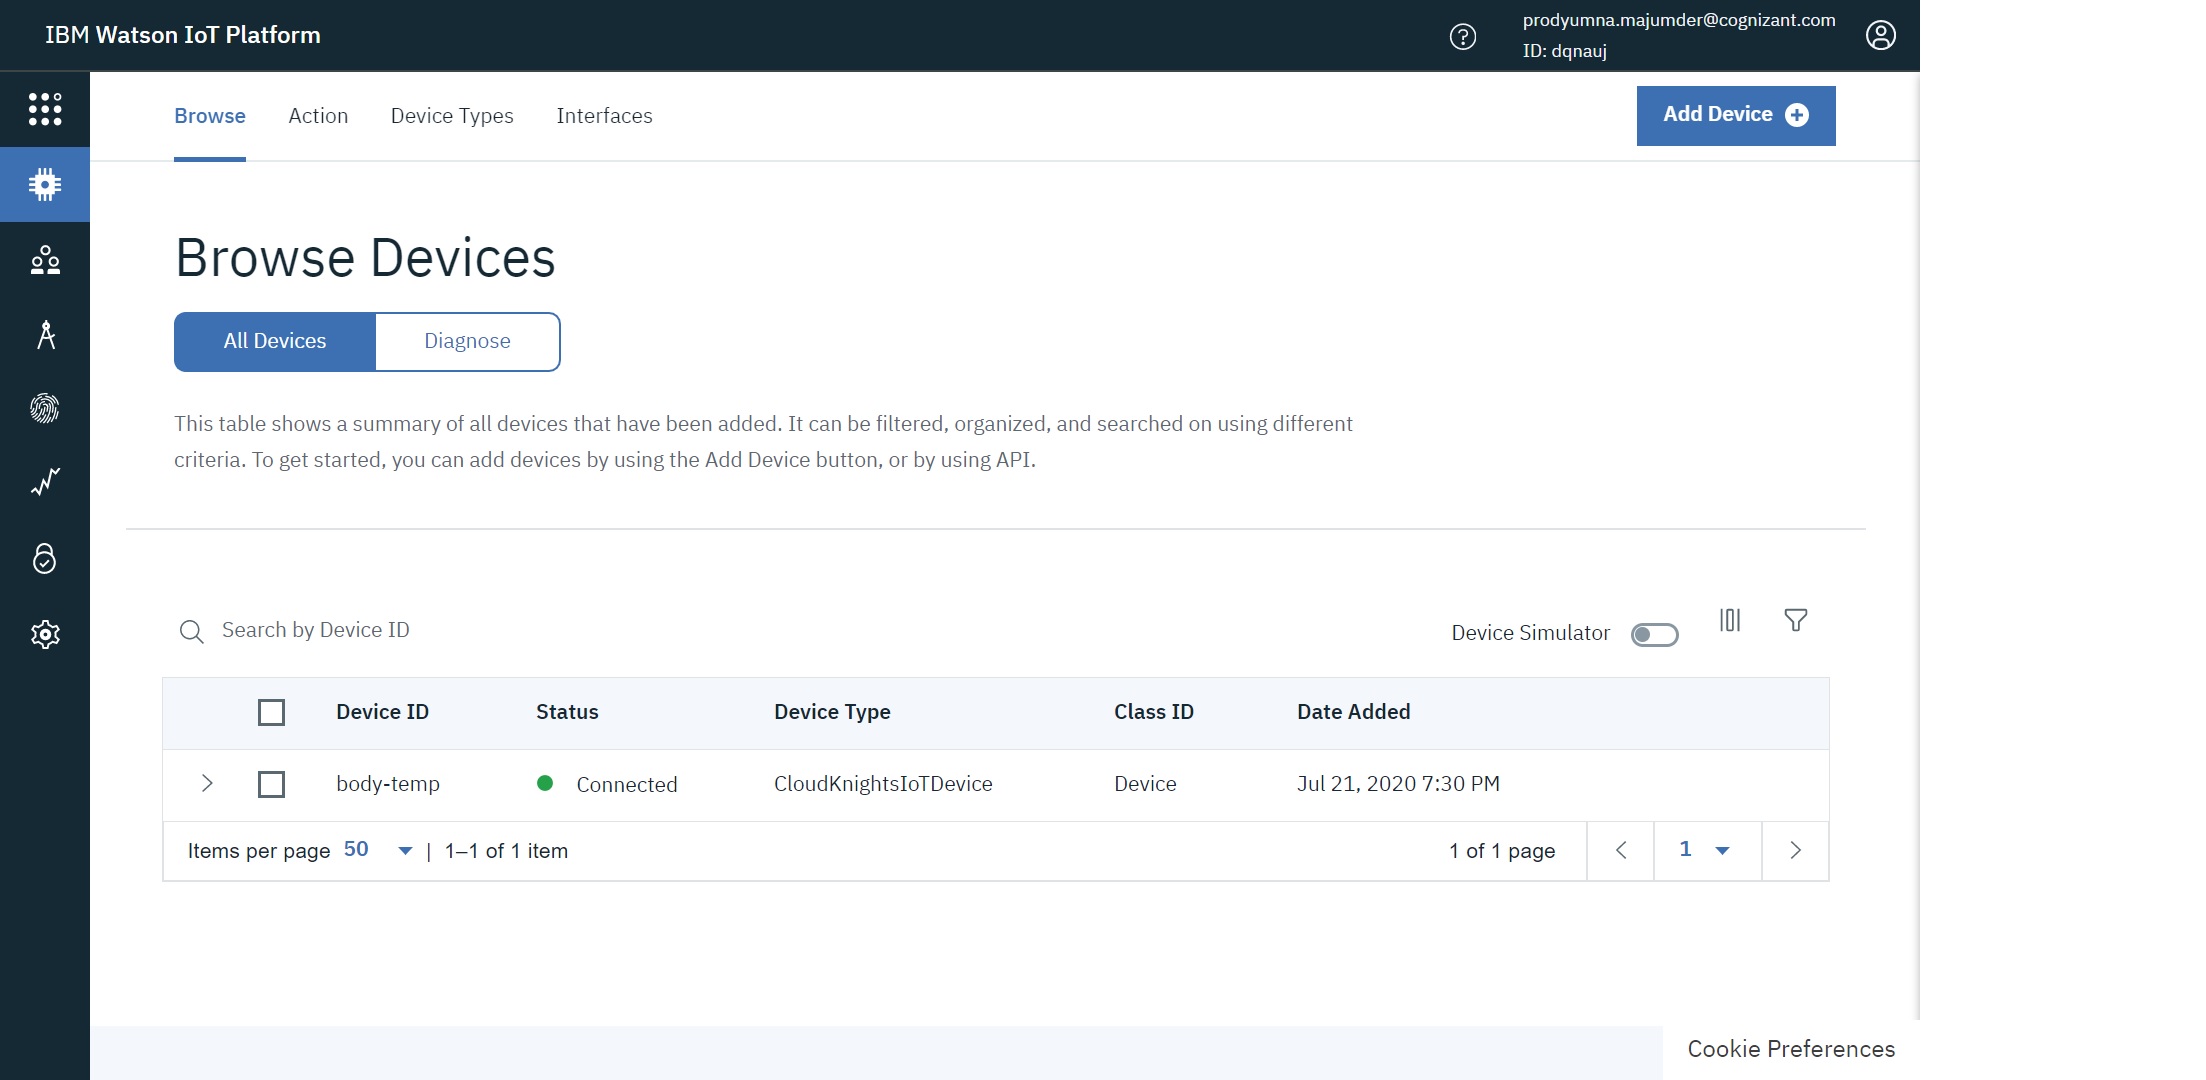 IBM Watson IoT Platform
prodyumna.majumder@cognizant.com
ID: dqnauj
Browse Action Device Types Interfaces
Add Device
Browse Devices
All Devices Diagnose
This table shows a summary of all devices that have been added. It can be filtered, organized, and searched on using different
criteria. To get started, you can add devices by using the Add Device button, or by using API.
Search by Device ID
Device Simulator
Device ID Status Device Type Class ID Date Added
body-temp Connected CloudKnightsIoTDevice Device Jul 21, 2020 7:30 PM
Items per page 50 | 1–1 of 1 item 1 of 1 page 1
Cookie Preferences